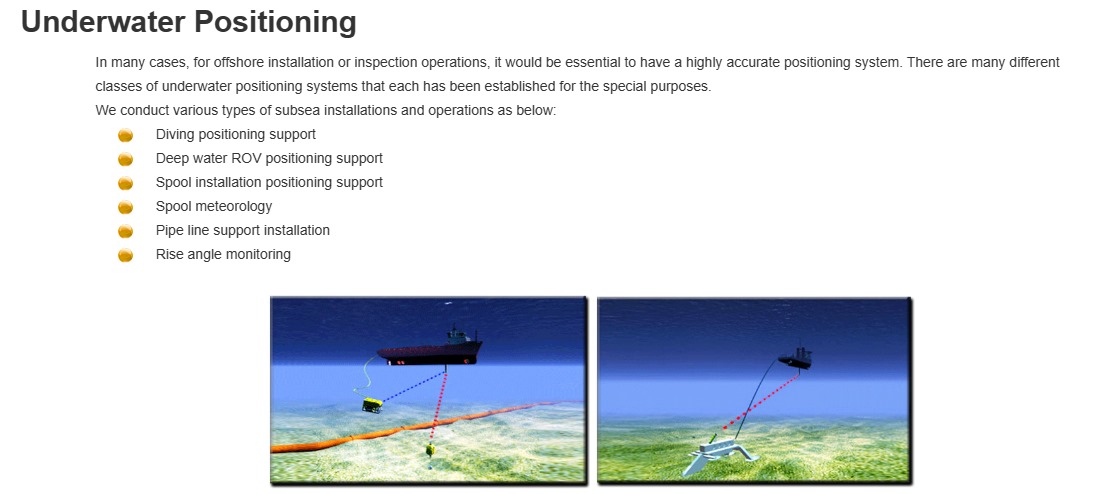 Underwater Positioning
In many cases, for offshore installation or inspection operations, it would be essential to have a highly accurate positioning system. There are many different
classes of underwater positioning systems that each has been established for the special purposes.
We conduct various types of subsea installations and operations as below:
Diving positioning support
Deep water ROV positioning support
Spool installation positioning support
Spool meteorology
Pipe line support installation
Rise angle monitoring